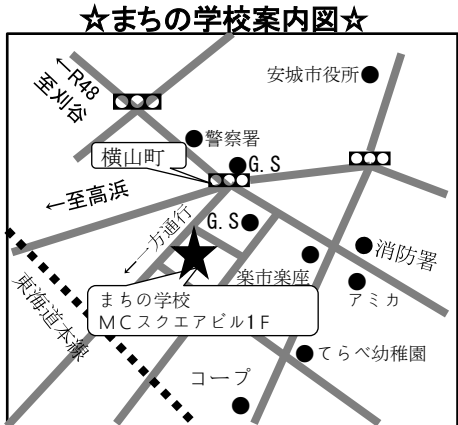 ☆まちの学校案内図☆
←R48
至刈谷
安城市役所
警察署
横山町
G.S
←至高浜
G.S
←一方通行
消防署
楽市楽座
アミカ
東海道本線
まちの学校
MCスクエアビル1F
てらべ幼稚園
コープ